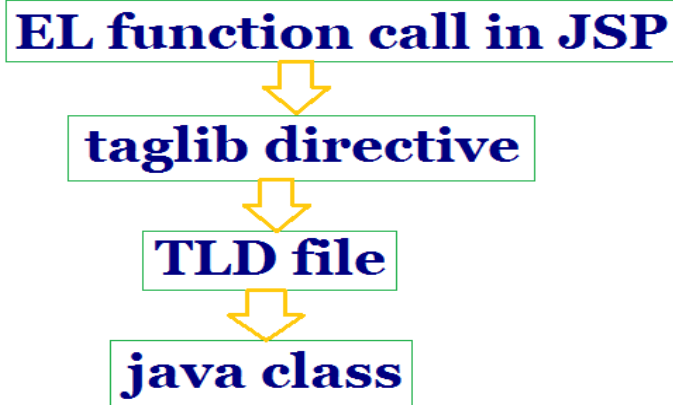 EL function call in JSP
taglib directive
TLD file
java class